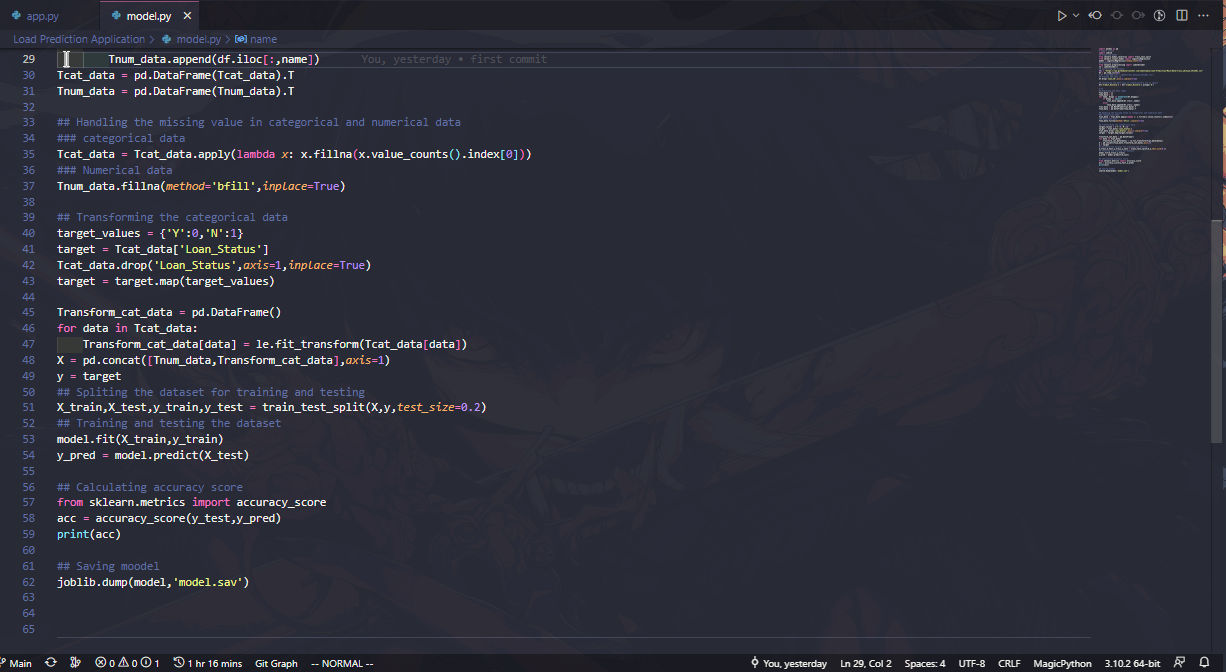 app.py model.py
Load Prediction Application > model.py > name
29 Tnum_data.append(df.iloc[:,name]) You, yesterday • first commit
30 Tcat_data = pd.DataFrame(Tcat_data).T
31 Tnum_data = pd.DataFrame(Tnum_data).T
32
33 ## Handling the missing value in categorical and numerical data
34 ### categorical data
35 Tcat_data = Tcat_data.apply(lambda x: x.fillna(x.value_counts().index[0]))
36 ### Numerical data
37 Tnum_data.fillna(method='bfill',inplace=True)
38
39 ## Transforming the categorical data
40 target_values = {'Y':0,'N':1}
41 target = Tcat_data['Loan_Status']
42 Tcat_data.drop('Loan_Status',axis=1,inplace=True)
43 target = target.map(target_values)
44
45 Transform_cat_data = pd.DataFrame()
46 for data in Tcat_data:
47 Transform_cat_data[data] = le.fit_transform(Tcat_data[data])
48 X = pd.concat([Tnum_data,Transform_cat_data],axis=1)
49 y = target
50 ## Spliting the dataset for training and testing
51 X_train,X_test,y_train,y_test = train_test_split(X,y,test_size=0.2)
52 ## Training and testing the dataset
53 model.fit(X_train,y_train)
54 y_pred = model.predict(X_test)
55
56 ## Calculating accuracy score
57 from sklearn.metrics import accuracy_score
58 acc = accuracy_score(y_test,y_pred)
59 print(acc)
60
61 ## Saving moodel
62 joblib.dump(model,'model.sav')
63
64
65
Main 0 0 1 1 hr 16 mins Git Graph -- NORMAL -- You, yesterday Ln 29, Col 2 Spaces: 4 UTF-8 CRLF MagicPython 3.10.2 64-bit